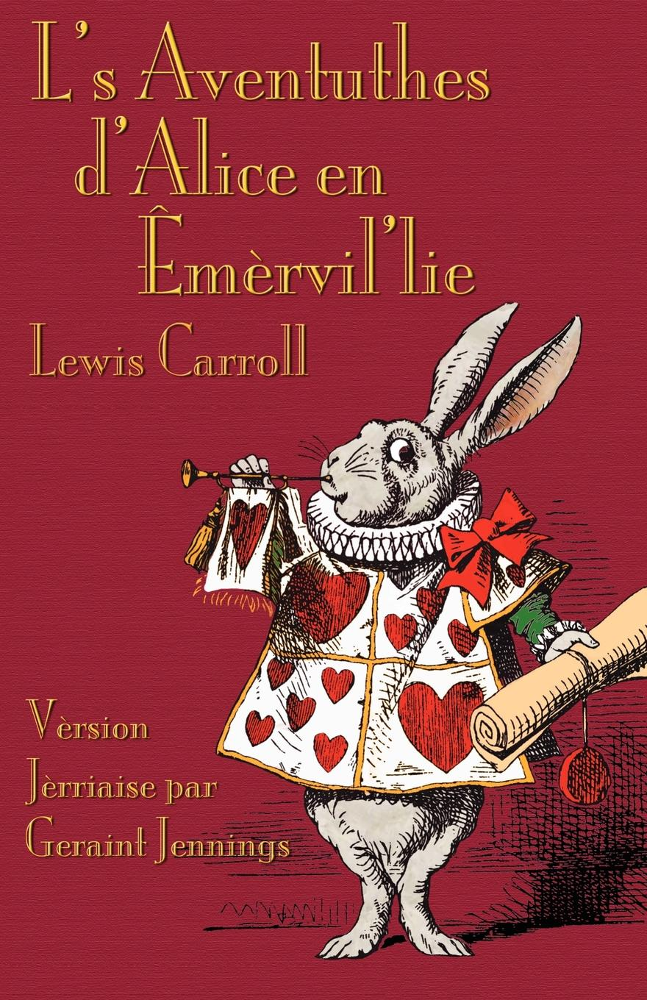 L’s Aventuthes
d’Alice en
Êmèrvil’lie
Lewis Carroll
Vèrsion
Jèrriaise par
Geraint Jennings